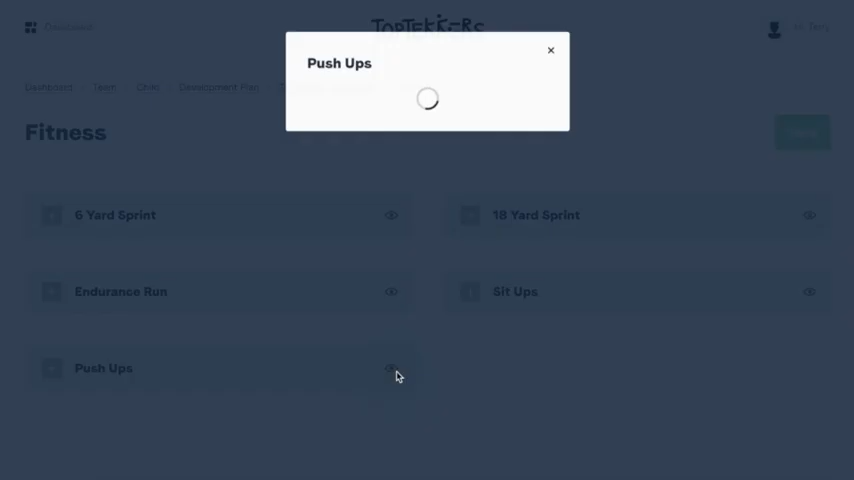 Dashboard
TOPTEKKERS
Hi, Terry
Push Ups
×
Dashboard
Team
Child
Development Plan
Fitness
6 Yard Sprint
18 Yard Sprint
Endurance Run
Sit Ups
Push Ups